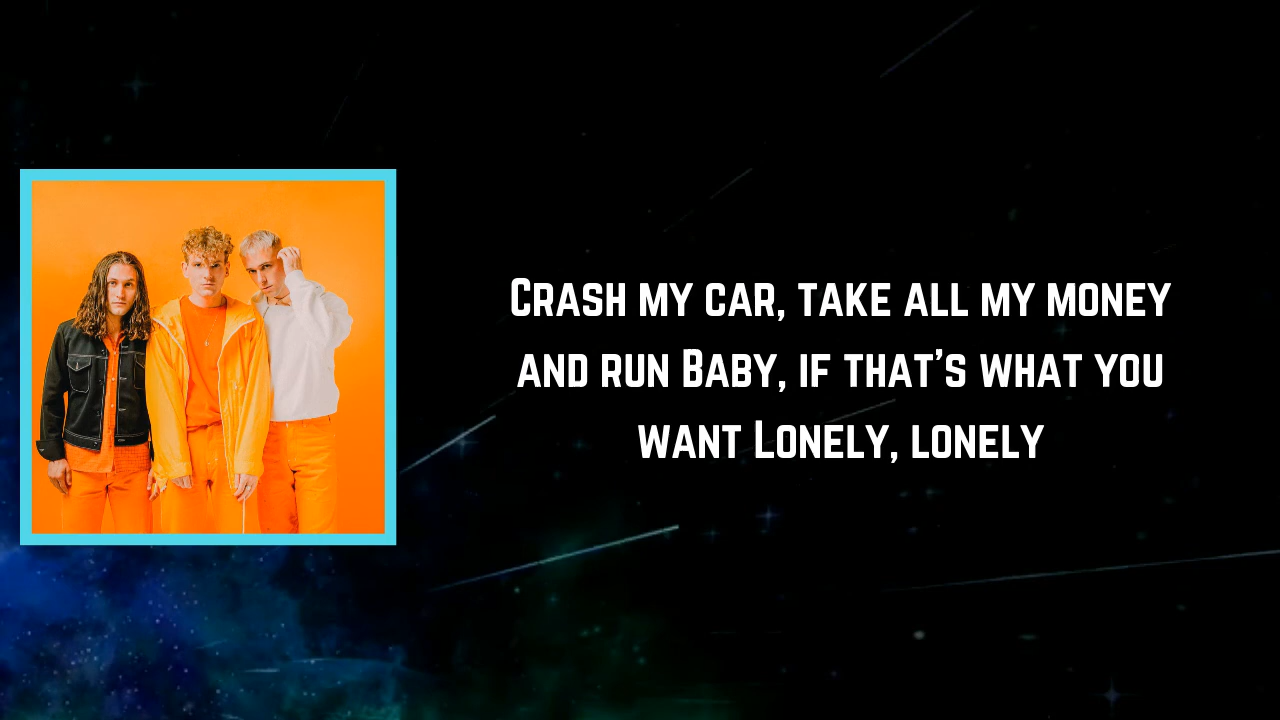 Crash my car, take all my money
and run Baby, if that's what you
want Lonely, lonely